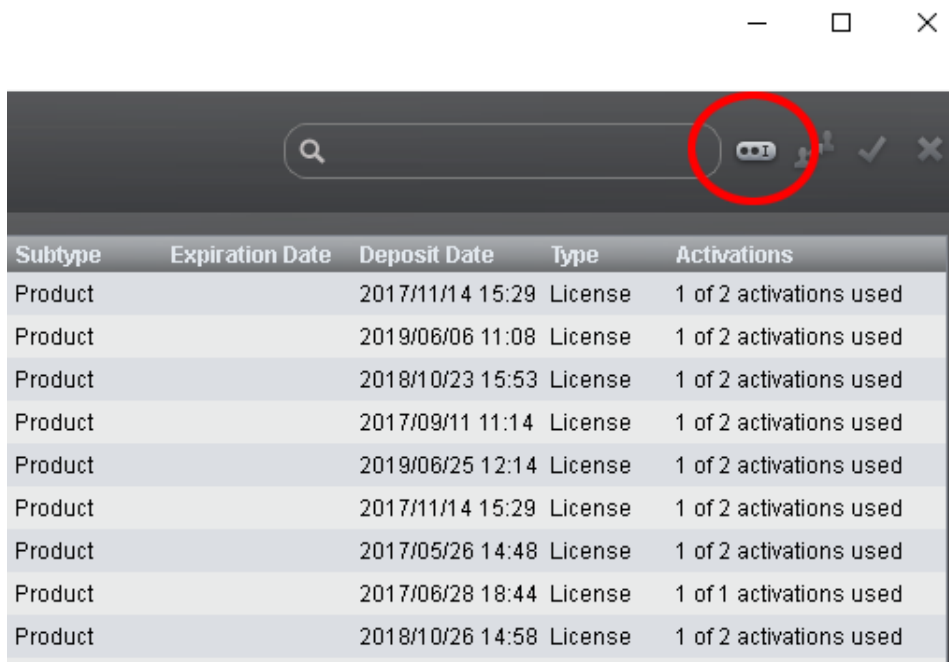 Subtype Expiration Date Deposit Date Type Activations
Product 2017/11/14 15:29 License 1 of 2 activations used
Product 2019/06/06 11:08 License 1 of 2 activations used
Product 2018/10/23 15:53 License 1 of 2 activations used
Product 2017/09/11 11:14 License 1 of 2 activations used
Product 2019/06/25 12:14 License 1 of 2 activations used
Product 2017/11/14 15:29 License 1 of 2 activations used
Product 2017/05/26 14:48 License 1 of 2 activations used
Product 2017/06/28 18:44 License 1 of 1 activations used
Product 2018/10/26 14:58 License 1 of 2 activations used